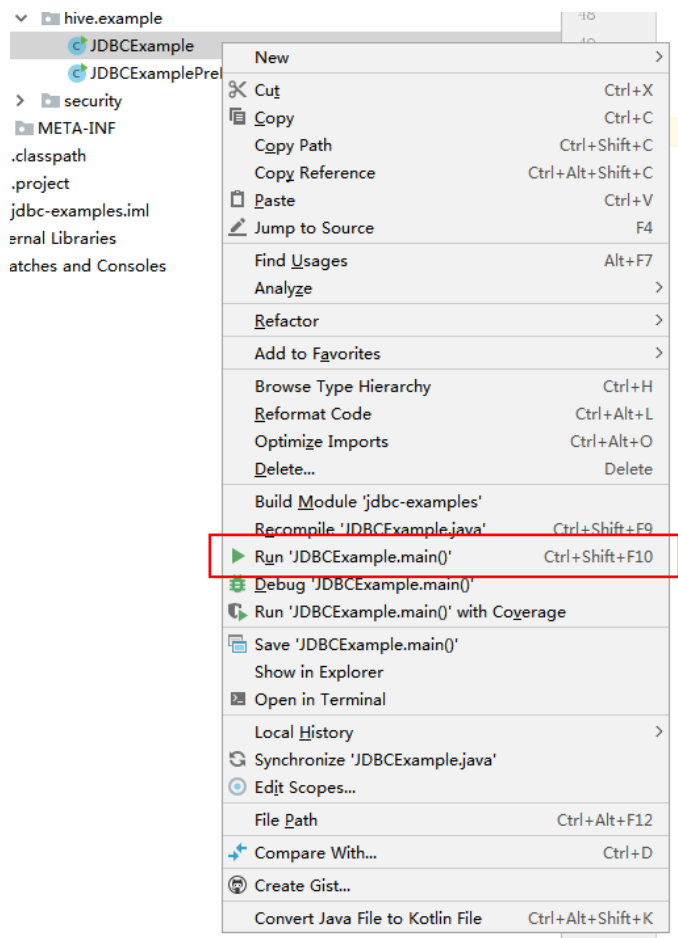 hive.example
48
JDBCExample
49
New
JDBCExamplePre
Cut Ctrl+X
security
Copy Ctrl+C
META-INF
Copy Path Ctrl+Shift+C
.classpath
Copy Reference Ctrl+Alt+Shift+C
.project
Paste Ctrl+V
jdbc-examples.iml
Jump to Source F4
ernal Libraries
Find Usages Alt+F7
atches and Consoles
Analyze
Refactor
Add to Favorites
Browse Type Hierarchy Ctrl+H
Reformat Code Ctrl+Alt+L
Optimize Imports Ctrl+Alt+O
Delete... Delete
Build Module 'jdbc-examples'
Recompile 'JDBCExample.java' Ctrl+Shift+F9
Run 'JDBCExample.main()' Ctrl+Shift+F10
Debug 'JDBCExample.main()'
Run 'JDBCExample.main()' with Coverage
Save 'JDBCExample.main()'
Show in Explorer
Open in Terminal
Local History
Synchronize 'JDBCExample.java'
Edit Scopes...
File Path Ctrl+Alt+F12
Compare With... Ctrl+D
Create Gist...
Convert Java File to Kotlin File Ctrl+Alt+Shift+K